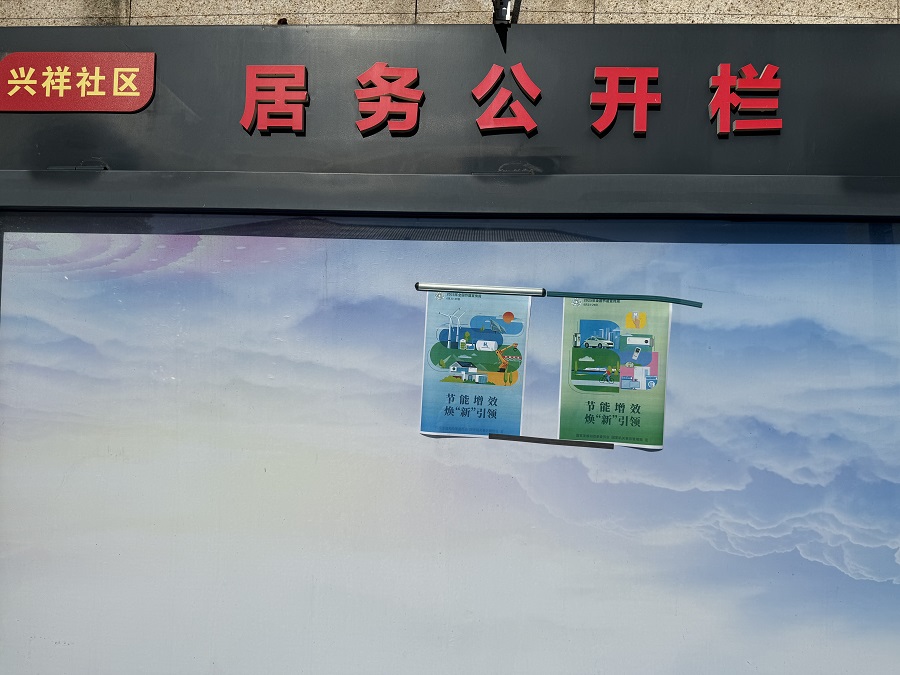 兴祥社区
居务公开栏
节能增效
焕“新”引领
节能增效
焕“新”引领